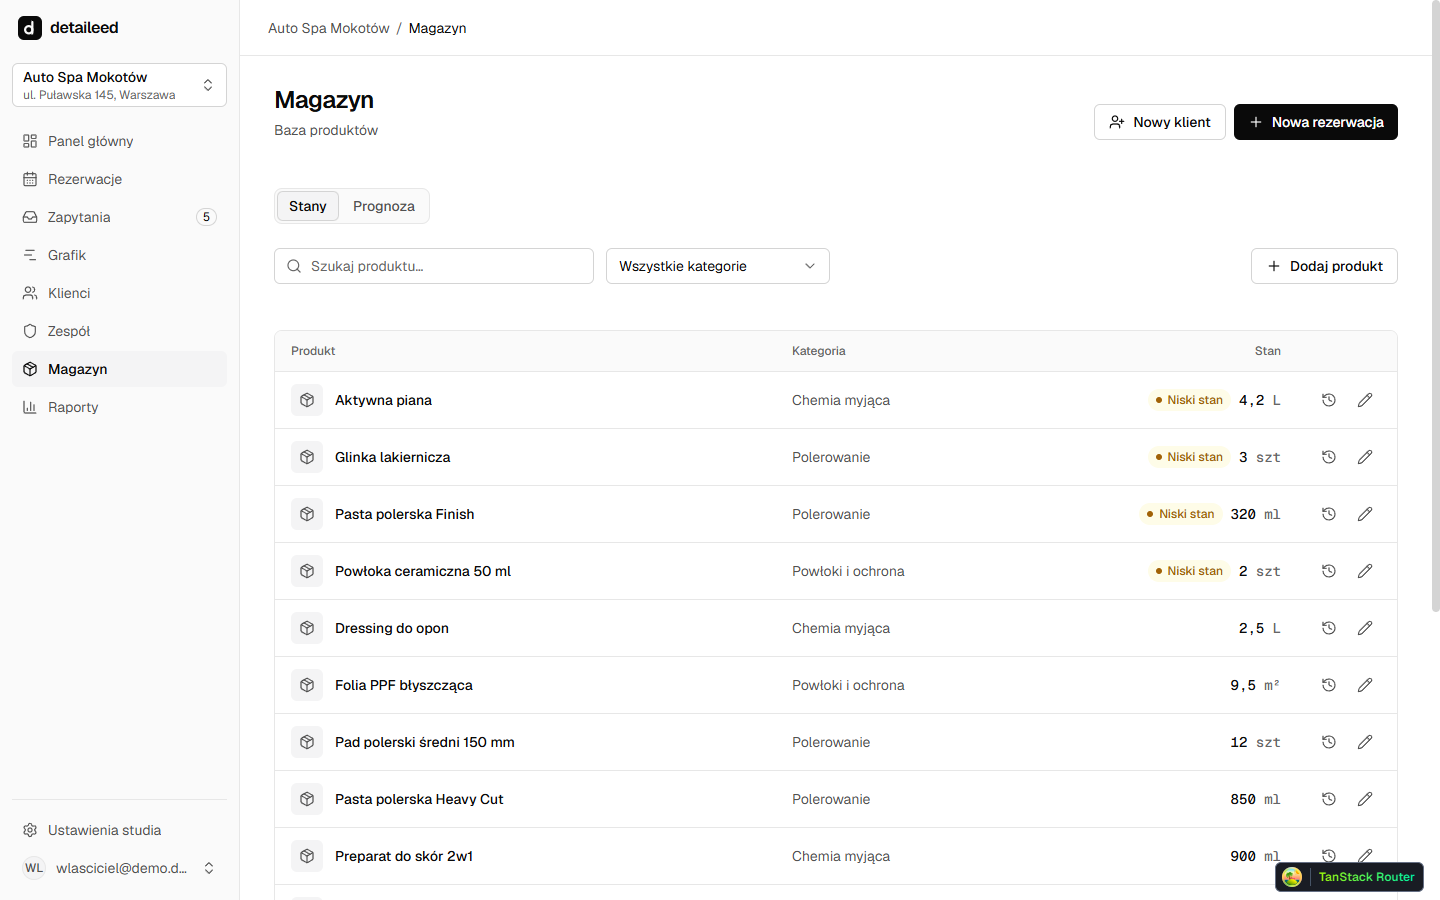 detaileed
Auto Spa Mokotów
ul. Puławska 145, Warszawa
Panel główny
Rezerwacje
Zapytania 5
Grafik
Klienci
Zespół
Magazyn
Raporty
Ustawienia studia
WL wlasciciel@demo.d...
Auto Spa Mokotów / Magazyn
Magazyn
Baza produktów
Nowy klient
Nowa rezerwacja
Stany Prognoza
Szukaj produktu...
Wszystkie kategorie
Dodaj produkt
Produkt Kategoria Stan
Aktywna piana Chemia myjąca Niski stan 4,2 L
Glinka lakiernicza Polerowanie Niski stan 3 szt
Pasta polerska Finish Polerowanie Niski stan 320 ml
Powłoka ceramiczna 50 ml Powłoki i ochrona Niski stan 2 szt
Dressing do opon Chemia myjąca 2,5 L
Folia PPF błyszcząca Powłoki i ochrona 9,5 m²
Pad polerski średni 150 mm Polerowanie 12 szt
Pasta polerska Heavy Cut Polerowanie 850 ml
Preparat do skór 2w1 Chemia myjąca 900 ml
TanStack Router